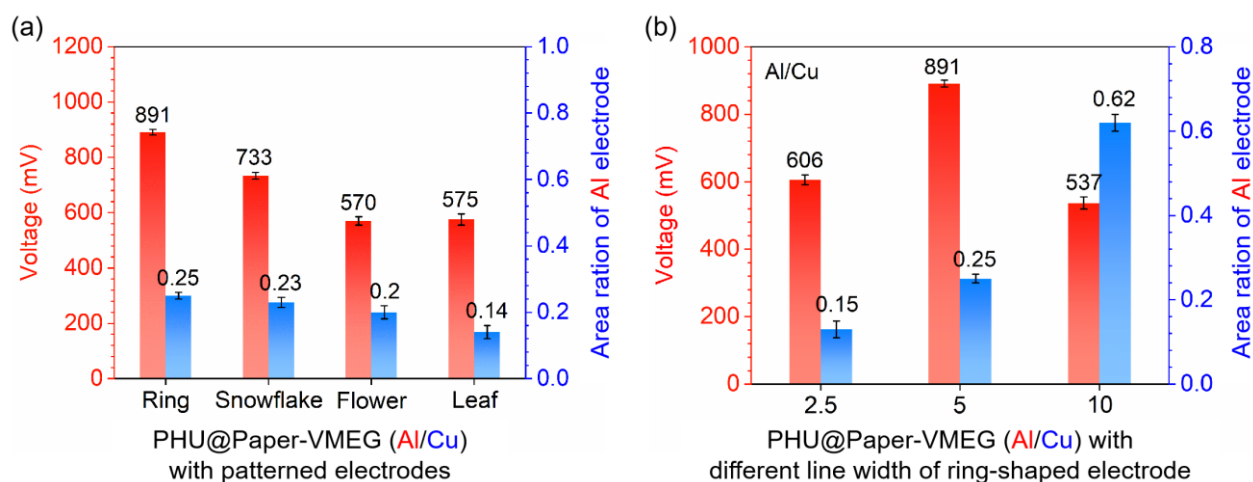 (a)
1200
1000
800
600
400
200
0
Voltage (mV)
891
733
570
575
0.25
0.23
0.2
0.14
1.0
0.8
0.6
0.4
0.2
0.0
Area ration of Al electrode
Ring Snowflake Flower Leaf
PHU@Paper-VMEG (Al/Cu)
with patterned electrodes
(b)
1000
800
600
400
200
0
Voltage (mV)
Al/Cu
606
891
537
0.15
0.25
0.62
0.8
0.6
0.4
0.2
0.0
Area ration of Al electrode
2.5 5 10
PHU@Paper-VMEG (Al/Cu) with
different line width of ring-shaped electrode